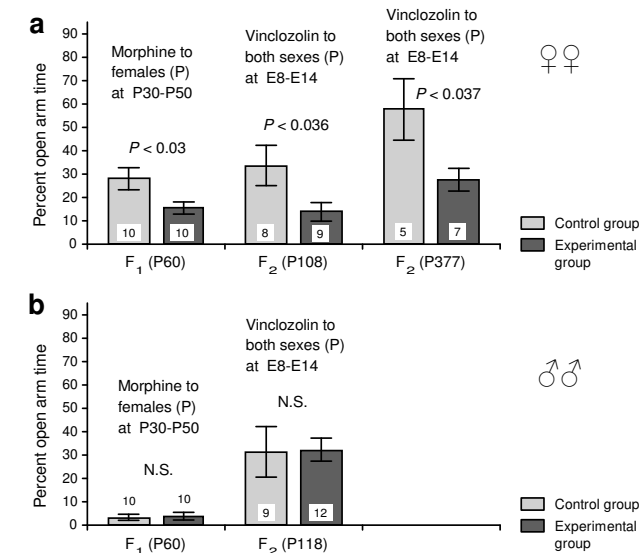 a
90
80
70
60
50
40
30
20
10
0
Percent open arm time
Morphine to
females (P)
at P30-P50
P < 0.03
Vinclozolin to
both sexes (P)
at E8-E14
P < 0.036
Vinclozolin to
both sexes (P)
at E8-E14
P < 0.037
♀♀
10 10 8 9 5 7
F1 (P60) F2 (P108) F2 (P377)
Control group
Experimental
group
b
90
80
70
60
50
40
30
20
10
0
Percent open arm time
Morphine to
females (P)
at P30-P50
N.S.
Vinclozolin to
both sexes (P)
at E8-E14
N.S.
♂♂
10 10 9 12
F1 (P60) F2 (P118)
Control group
Experimental
group